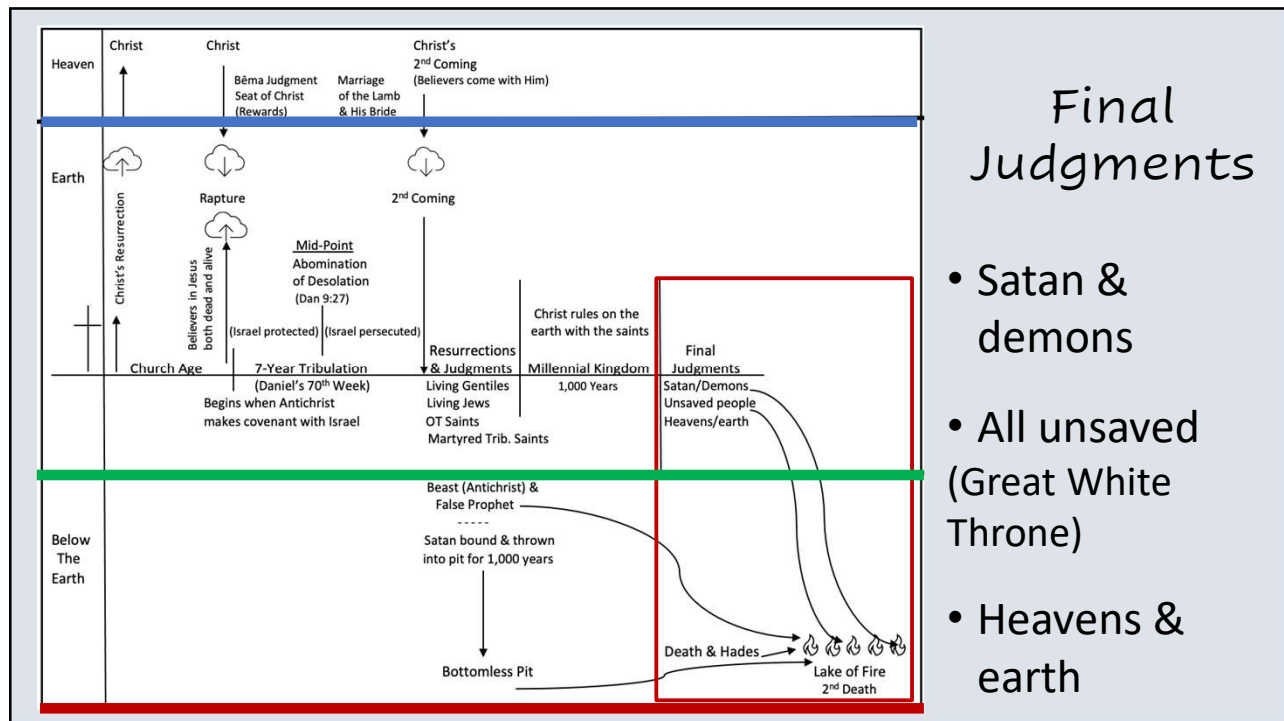 Heaven
Christ
Christ
Bēma Judgment
Seat of Christ
(Rewards)
Marriage
of the Lamb
& His Bride
Christ's
2nd Coming
(Believers come with Him)
Earth
Christ's Resurrection
Rapture
Believers in Jesus
both dead and alive
Mid-Point
Abomination
of Desolation
(Dan 9:27)
(Israel protected)
(Israel persecuted)
2nd Coming
Christ rules on the
earth with the saints
Church Age
7-Year Tribulation
(Daniel's 70th Week)
Begins when Antichrist
makes covenant with Israel
Resurrections
& Judgments
Living Gentiles
Living Jews
OT Saints
Martyred Trib. Saints
Millennial Kingdom
1,000 Years
Final
Judgments
Satan/Demons
Unsaved people
Heavens/earth
Below
The
Earth
Beast (Antichrist) &
False Prophet
-----
Satan bound & thrown
into pit for 1,000 years
Bottomless Pit
Death & Hades
Lake of Fire
2nd Death
Final
Judgments
• Satan &
demons
• All unsaved
(Great White
Throne)
• Heavens &
earth